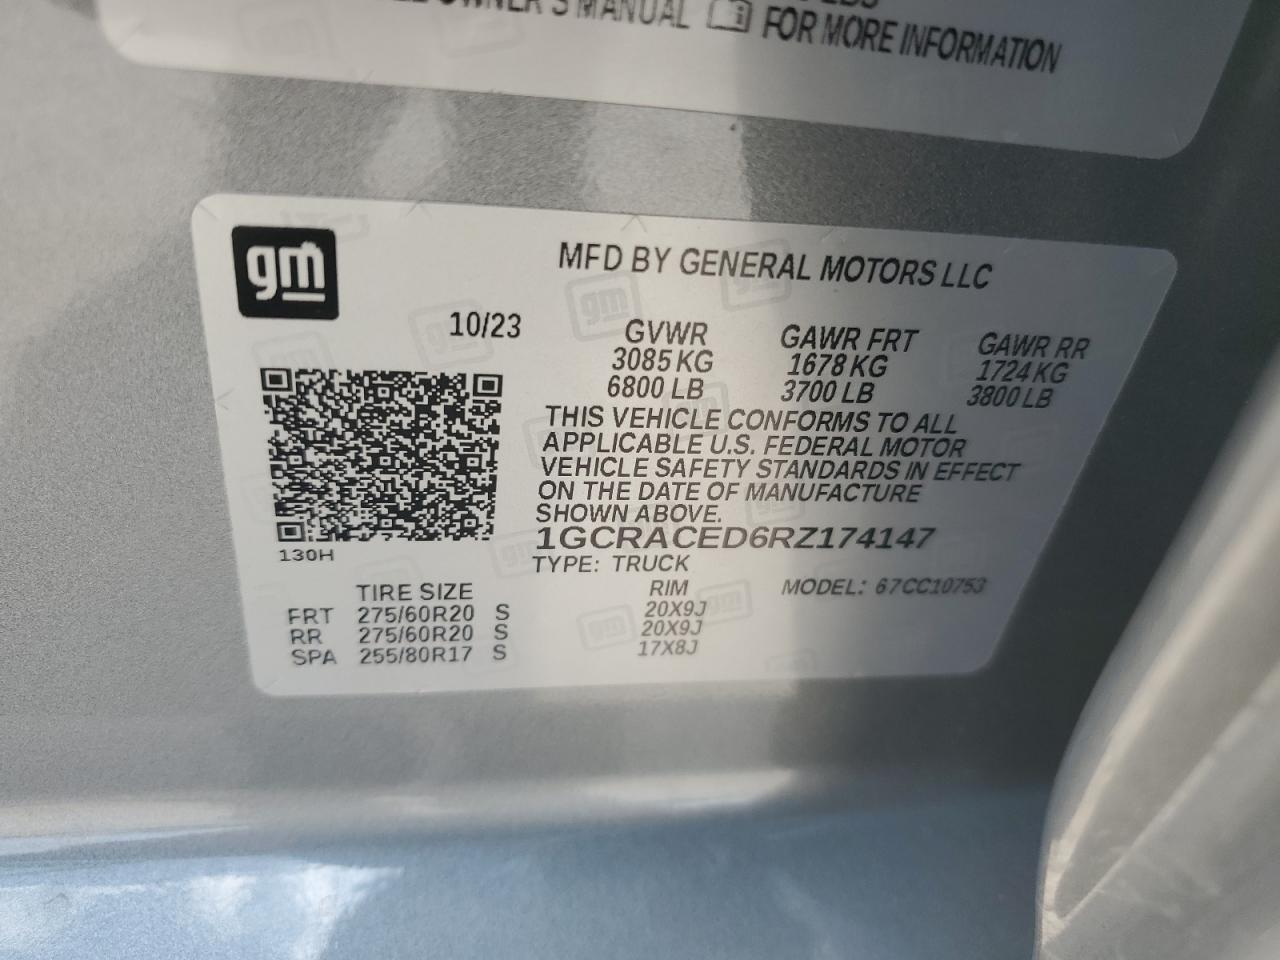 OWNER'S MANUAL FOR MORE INFORMATION
gm
MFD BY GENERAL MOTORS LLC
10/23
GVWR GAWR FRT GAWR RR
3085 KG 1678 KG 1724 KG
6800 LB 3700 LB 3800 LB
THIS VEHICLE CONFORMS TO ALL
APPLICABLE U.S. FEDERAL MOTOR
VEHICLE SAFETY STANDARDS IN EFFECT
ON THE DATE OF MANUFACTURE
SHOWN ABOVE.
1GCRACED6RZ174147
130H
TYPE: TRUCK
TIRE SIZE RIM MODEL: 67CC10753
FRT 275/60R20 S 20X9J
RR 275/60R20 S 20X9J
SPA 255/80R17 S 17X8J